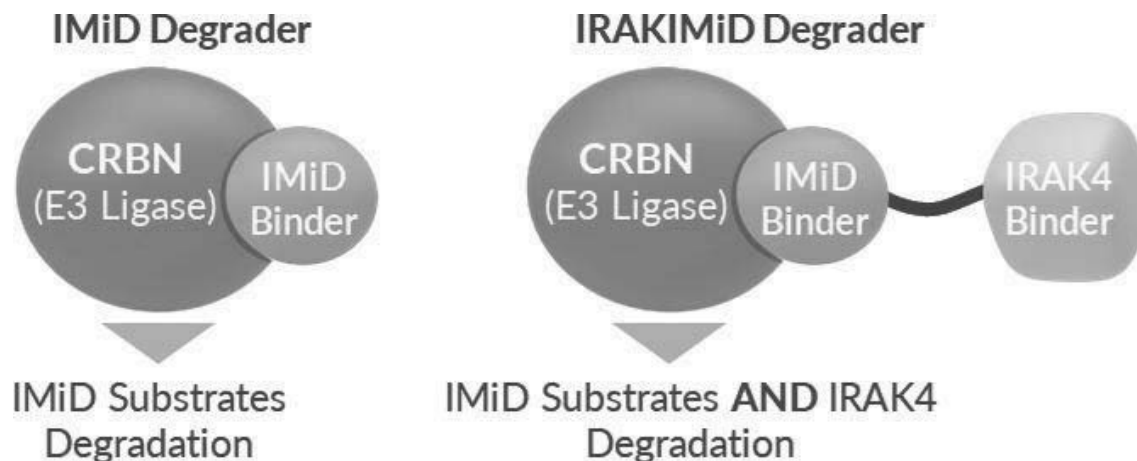 IMiD Degrader
CRBN
(E3 Ligase)
IMiD
Binder
IMiD Substrates
Degradation
IRAKIMiD Degrader
CRBN
(E3 Ligase)
IMiD
Binder
IRAK4
Binder
IMiD Substrates AND IRAK4
Degradation